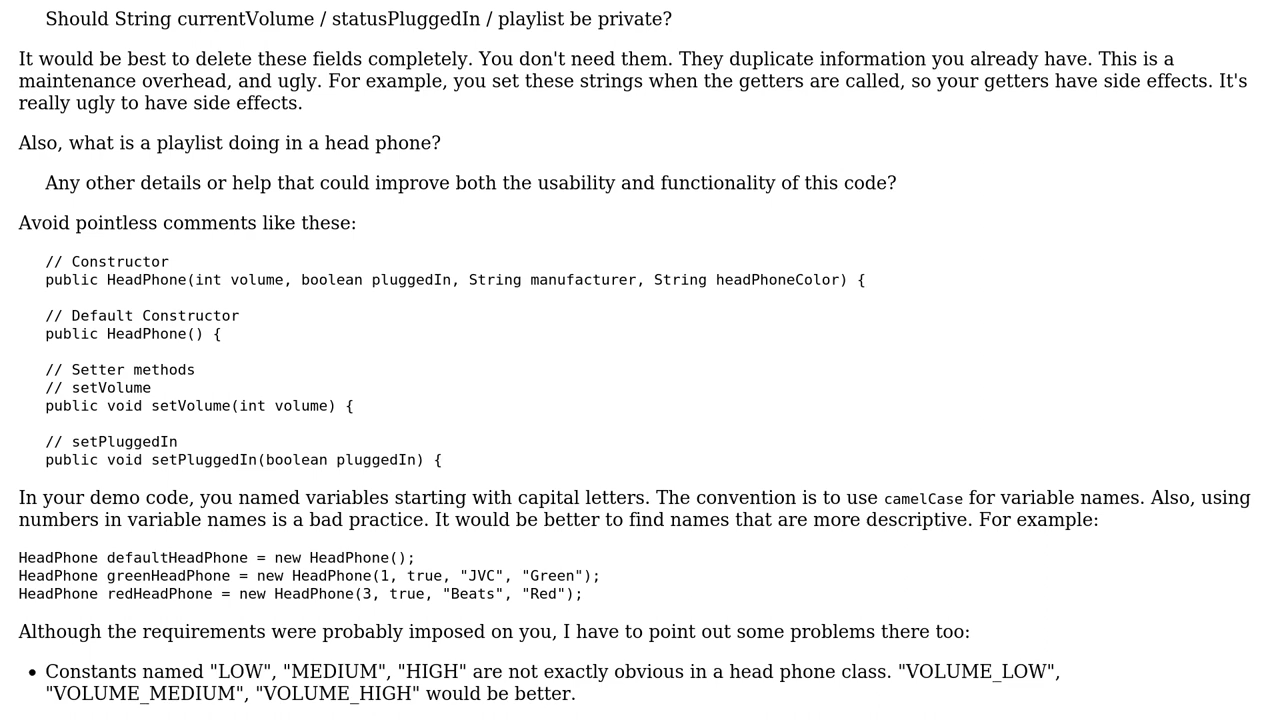 Should String currentVolume / statusPluggedIn / playlist be private?
It would be best to delete these fields completely. You don't need them. They duplicate information you already have. This is a
maintenance overhead, and ugly. For example, you set these strings when the getters are called, so your getters have side effects. It's
really ugly to have side effects.
Also, what is a playlist doing in a head phone?
Any other details or help that could improve both the usability and functionality of this code?
Avoid pointless comments like these:
// Constructor
public HeadPhone(int volume, boolean pluggedIn, String manufacturer, String headPhoneColor) {
// Default Constructor
public HeadPhone() {
// Setter methods
// setVolume
public void setVolume(int volume) {
// setPluggedIn
public void setPluggedIn(boolean pluggedIn) {
In your demo code, you named variables starting with capital letters. The convention is to use camelCase for variable names. Also, using
numbers in variable names is a bad practice. It would be better to find names that are more descriptive. For example:
HeadPhone defaultHeadPhone = new HeadPhone();
HeadPhone greenHeadPhone = new HeadPhone(1, true, "JVC", "Green");
HeadPhone redHeadPhone = new HeadPhone(3, true, "Beats", "Red");
Although the requirements were probably imposed on you, I have to point out some problems there too:
• Constants named "LOW", "MEDIUM", "HIGH" are not exactly obvious in a head phone class. "VOLUME_LOW",
"VOLUME_MEDIUM", "VOLUME_HIGH" would be better.